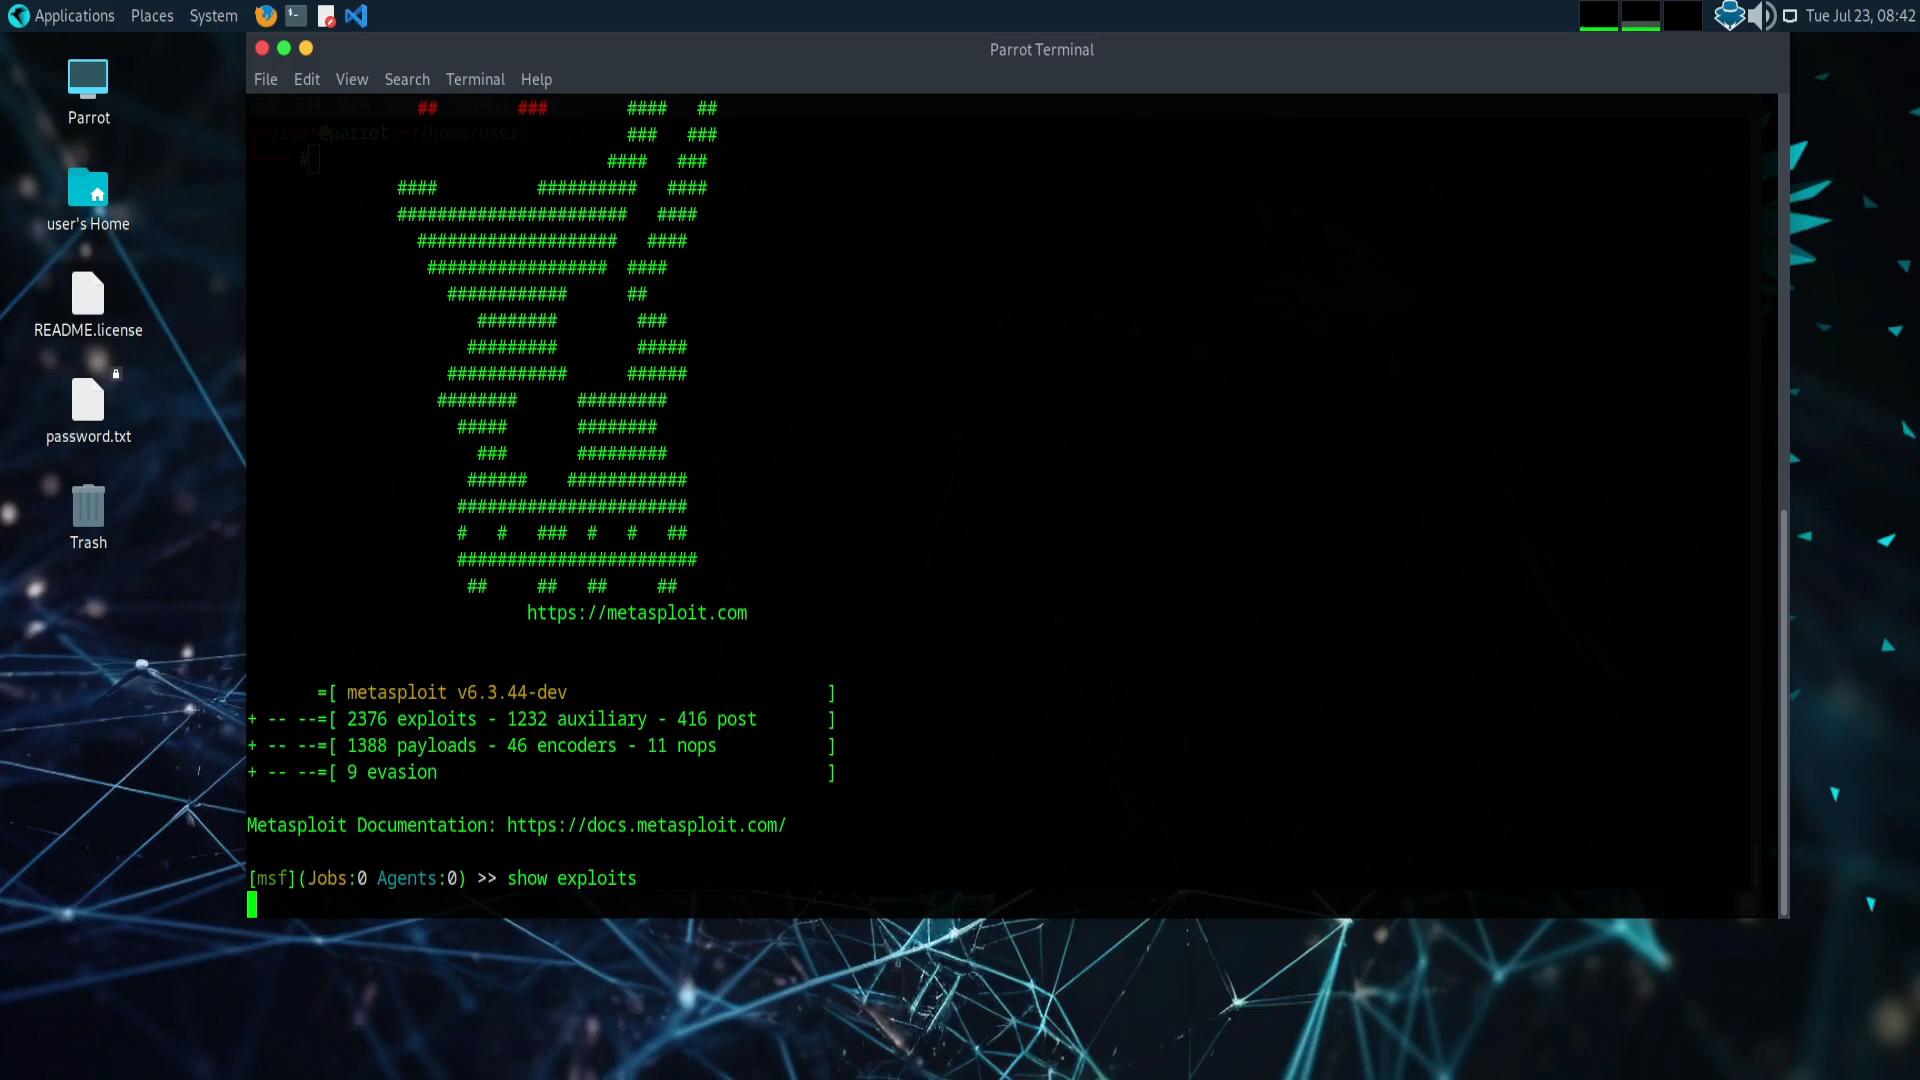 Applications Places System
Tue Jul 23, 08:42
Parrot Terminal
File Edit View Search Terminal Help
Parrot
user's Home
README.license
password.txt
Trash
## ### #### ##
root@parrot /home/user
### ###
#
#### ###
#### ########## ####
####################### ####
#################### ####
################## ####
############ ##
######## ###
######### #####
############ ######
######## #########
##### ########
### #########
###### ############
#######################
# # ### # # ##
########################
## ## ## ##
https://metasploit.com
=[ metasploit v6.3.44-dev ]
+ -- --=[ 2376 exploits - 1232 auxiliary - 416 post ]
+ -- --=[ 1388 payloads - 46 encoders - 11 nops ]
+ -- --=[ 9 evasion ]
Metasploit Documentation: https://docs.metasploit.com/
[msf](Jobs:0 Agents:0) >> show exploits